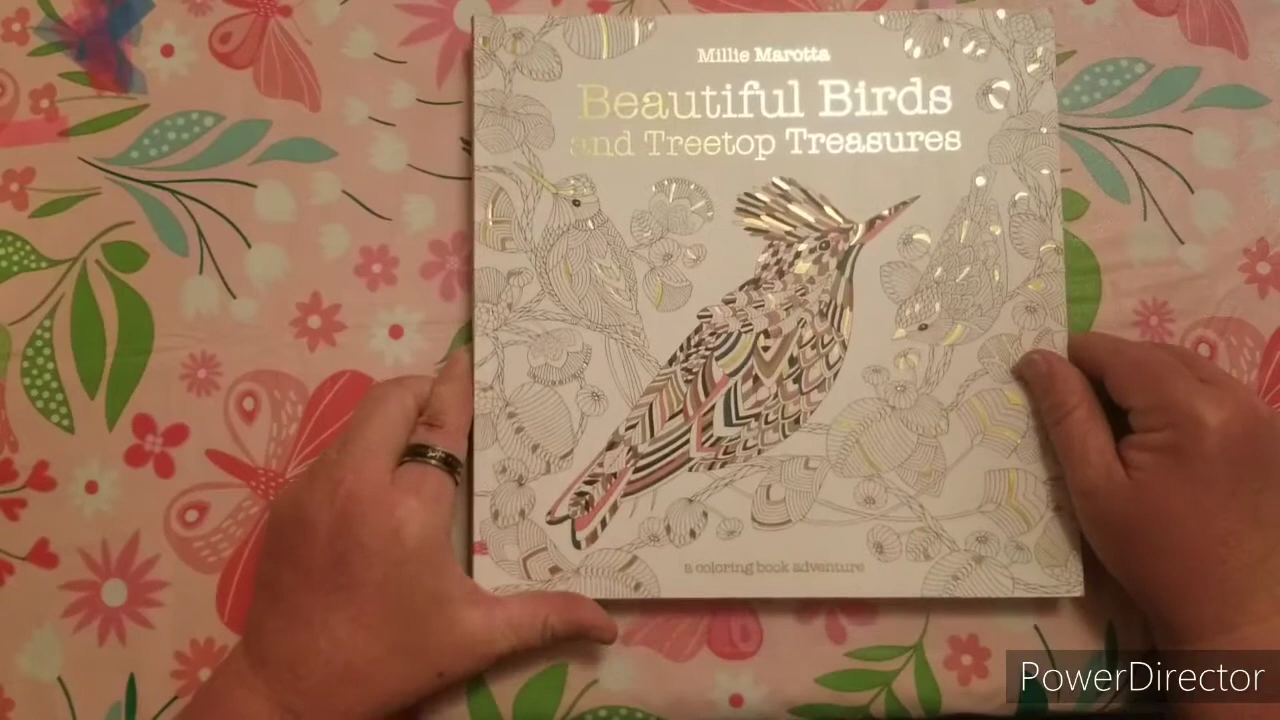 Millie Marotta
Beautiful Birds
and Treetop Treasures
a coloring book adventure
PowerDirector